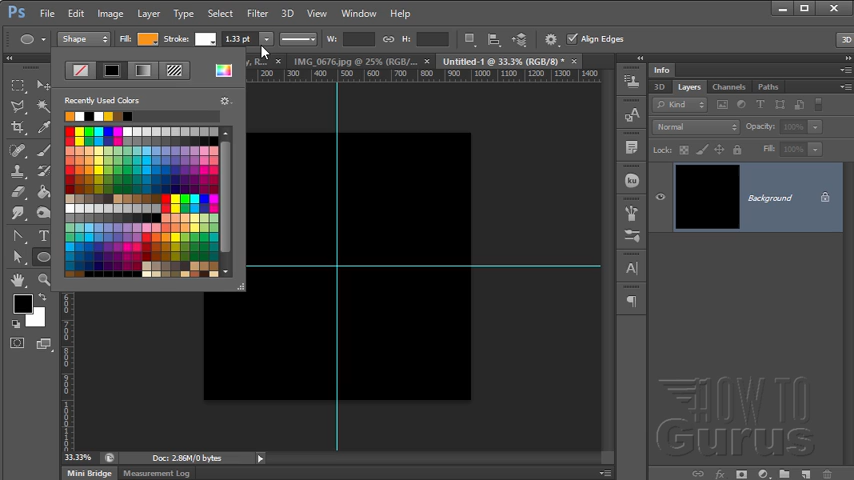 Ps File Edit Image Layer Type Select Filter 3D View Window Help
Shape Fill: Stroke: 1.33 pt W: H: Align Edges 3D
IMG_0676.jpg @ 25% (RGB/... × Untitled-1 @ 33.3% (RGB/8) * ×
Info
3D Layers Channels Paths
Kind
Normal Opacity: 100%
Lock: Fill: 100%
Background
Recently Used Colors
200 300 400 500 600 700 800 900 1000 1100 1200 1300 1400
ku
T
A
33.33% Doc: 2.86M/0 bytes
Mini Bridge Measurement Log
HOW TO
Gurus